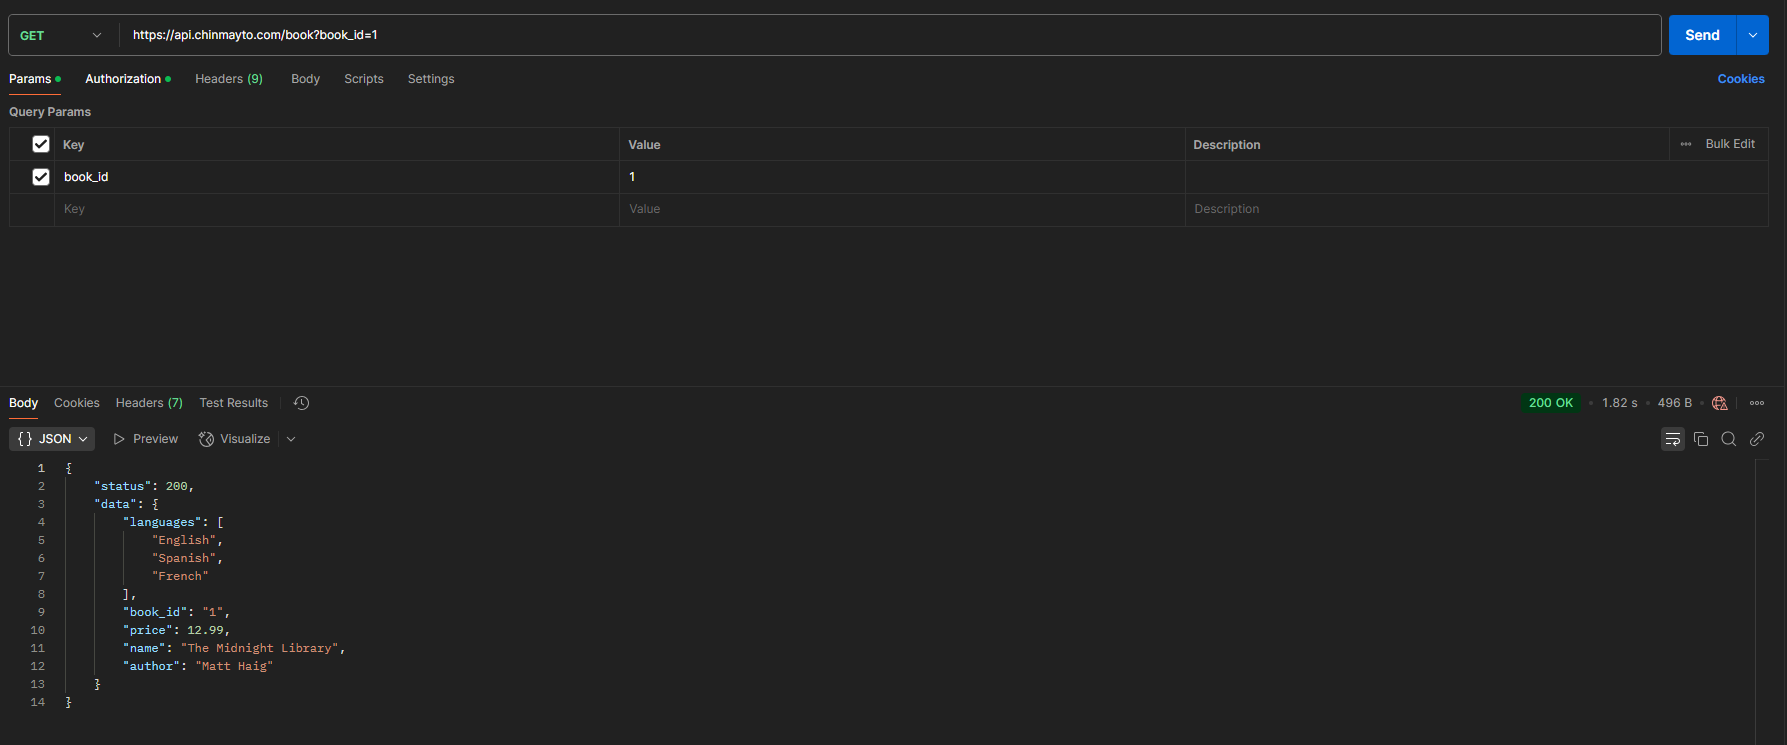 GET https://api.chinmayto.com/book?book_id=1 Send
Params Authorization Headers (9) Body Scripts Settings Cookies
Query Params
Key Value Description Bulk Edit
book_id 1
Key Value Description
Body Cookies Headers (7) Test Results 200 OK 1.82 s 496 B
{} JSON Preview Visualize
1 {
2 "status": 200,
3 "data": {
4 "languages": [
5 "English",
6 "Spanish",
7 "French"
8 ],
9 "book_id": "1",
10 "price": 12.99,
11 "name": "The Midnight Library",
12 "author": "Matt Haig"
13 }
14 }